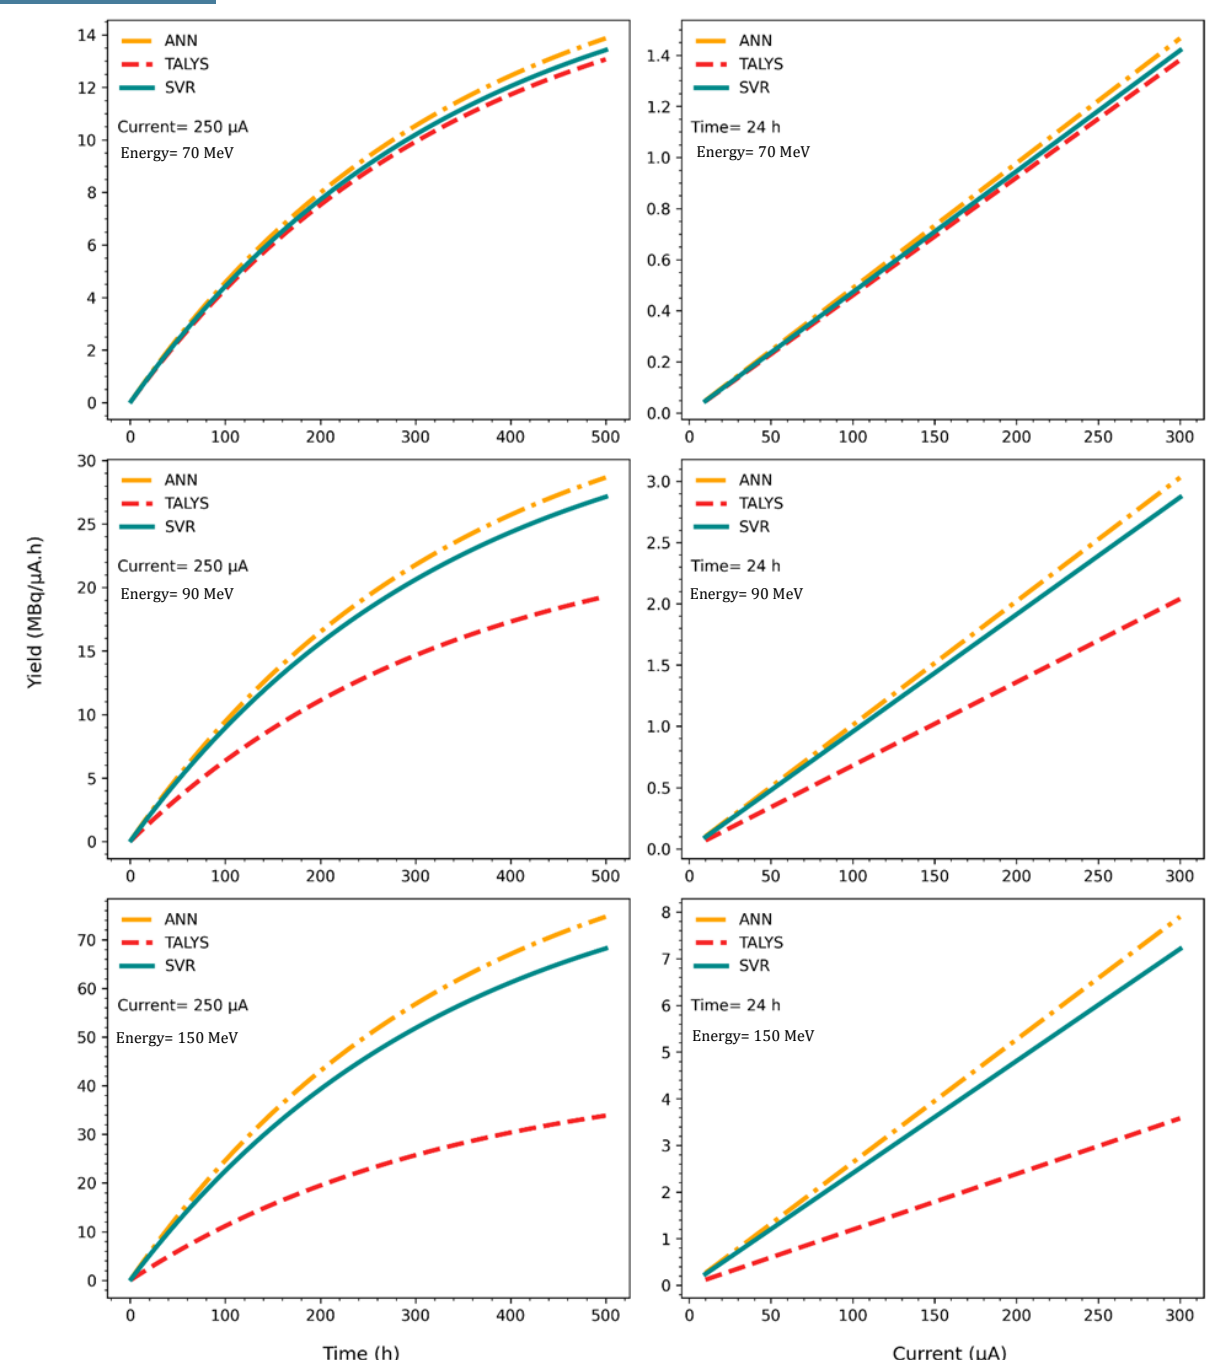 ANN
TALYS
SVR
Current= 250 μA
Energy= 70 MeV
14
12
10
8
6
4
2
0
0 100 200 300 400 500
ANN
TALYS
SVR
Time= 24 h
Energy= 70 MeV
1.4
1.2
1.0
0.8
0.6
0.4
0.2
0.0
0 50 100 150 200 250 300
Yield (MBq/μA.h)
ANN
TALYS
SVR
Current= 250 μA
Energy= 90 MeV
30
25
20
15
10
5
0
0 100 200 300 400 500
ANN
TALYS
SVR
Time= 24 h
Energy= 90 MeV
3.0
2.5
2.0
1.5
1.0
0.5
0.0
0 50 100 150 200 250 300
ANN
TALYS
SVR
Current= 250 μA
Energy= 150 MeV
70
60
50
40
30
20
10
0
0 100 200 300 400 500
Time (h)
ANN
TALYS
SVR
Time= 24 h
Energy= 150 MeV
8
7
6
5
4
3
2
1
0
0 50 100 150 200 250 300
Current (μA)